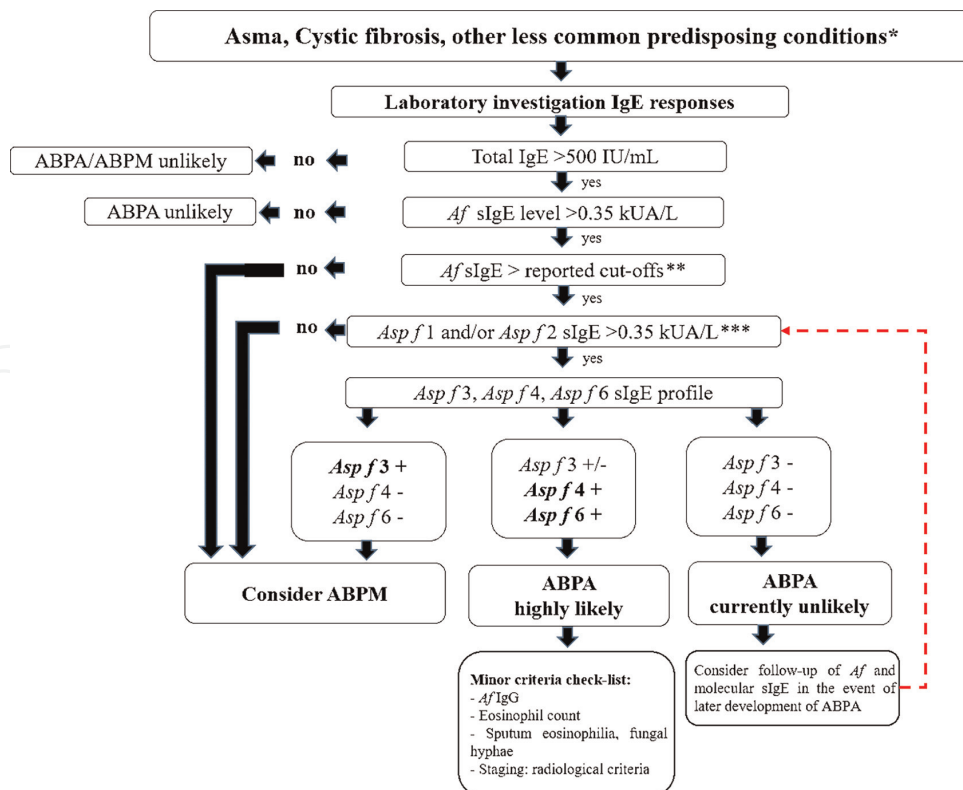 Asma, Cystic fibrosis, other less common predisposing conditions*
Laboratory investigation IgE responses
Total IgE >500 IU/mL
no
ABPA/ABPM unlikely
yes
Af sIgE level >0.35 kUA/L
no
ABPA unlikely
yes
Af sIgE > reported cut-offs**
no
yes
Asp f 1 and/or Asp f 2 sIgE >0.35 kUA/L***
no
yes
Asp f 3, Asp f 4, Asp f 6 sIgE profile
Asp f 3 +
Asp f 4 -
Asp f 6 -
Asp f 3 +/-
Asp f 4 +
Asp f 6 +
Asp f 3 -
Asp f 4 -
Asp f 6 -
Consider ABPM
ABPA
highly likely
ABPA
currently unlikely
Minor criteria check-list:
- Af IgG
- Eosinophil count
- Sputum eosinophilia, fungal
hyphae
- Staging: radiological criteria
Consider follow-up of Af and
molecular sIgE in the event of
later development of ABPA